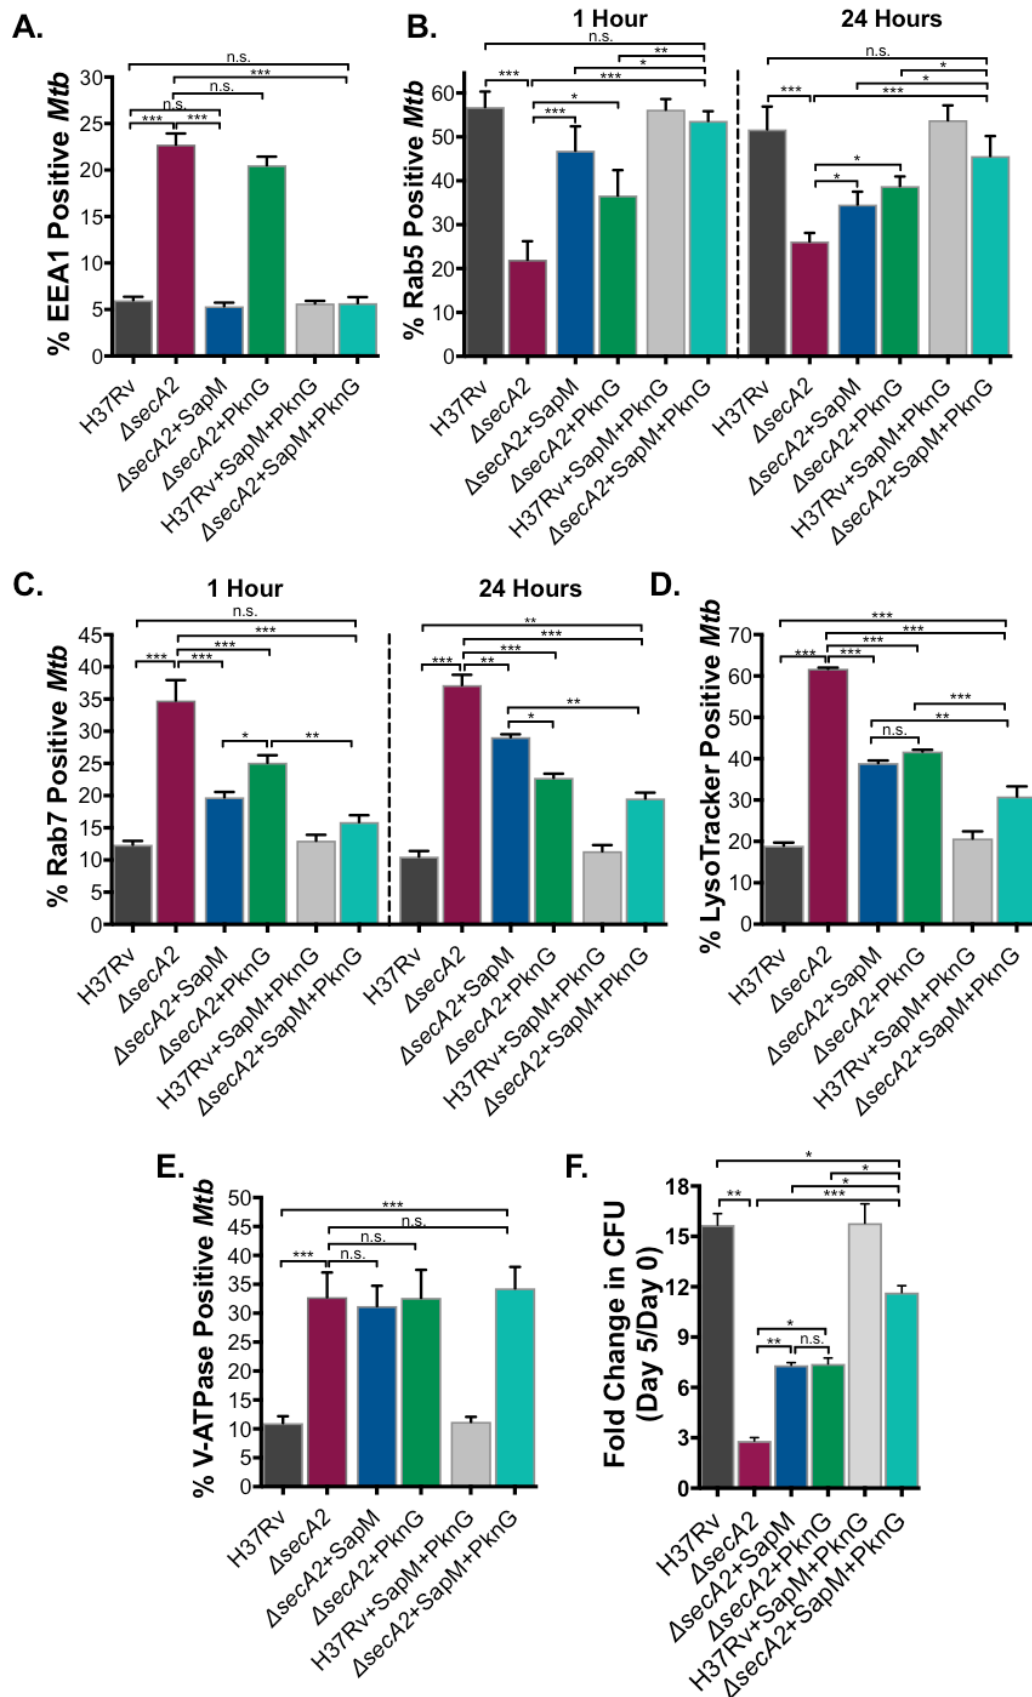 A.
% EEA1 Positive Mtb
30
25
20
15
10
5
0
n.s.
***
n.s.
n.s.
*** ***
H37Rv
ΔsecA2
ΔsecA2+SapM
ΔsecA2+PknG
H37Rv+SapM+PknG
ΔsecA2+SapM+PknG
B.
1 Hour
24 Hours
% Rab5 Positive Mtb
60
50
40
30
20
10
0
n.s.
**
*
*** ***
*
***
n.s.
*
*
*** ***
*
*
H37Rv
ΔsecA2
ΔsecA2+SapM
ΔsecA2+PknG
H37Rv+SapM+PknG
ΔsecA2+SapM+PknG
H37Rv
ΔsecA2
ΔsecA2+SapM
ΔsecA2+PknG
H37Rv+SapM+PknG
ΔsecA2+SapM+PknG
C.
1 Hour
24 Hours
% Rab7 Positive Mtb
45
40
35
30
25
20
15
10
5
0
n.s.
***
***
*** ***
* **
**
***
***
*** **
**
*
H37Rv
ΔsecA2
ΔsecA2+SapM
ΔsecA2+PknG
H37Rv+SapM+PknG
ΔsecA2+SapM+PknG
H37Rv
ΔsecA2
ΔsecA2+SapM
ΔsecA2+PknG
H37Rv+SapM+PknG
ΔsecA2+SapM+PknG
D.
% LysoTracker Positive Mtb
70
60
50
40
30
20
10
0
***
***
***
*** ***
***
**
n.s.
H37Rv
ΔsecA2
ΔsecA2+SapM
ΔsecA2+PknG
H37Rv+SapM+PknG
ΔsecA2+SapM+PknG
E.
% V-ATPase Positive Mtb
50
45
40
35
30
25
20
15
10
5
0
***
n.s.
n.s.
*** n.s.
H37Rv
ΔsecA2
ΔsecA2+SapM
ΔsecA2+PknG
H37Rv+SapM+PknG
ΔsecA2+SapM+PknG
F.
Fold Change in CFU
(Day 5/Day 0)
18
15
12
9
6
3
0
*
*
*
** ***
*
** n.s.
H37Rv
ΔsecA2
ΔsecA2+SapM
ΔsecA2+PknG
H37Rv+SapM+PknG
ΔsecA2+SapM+PknG